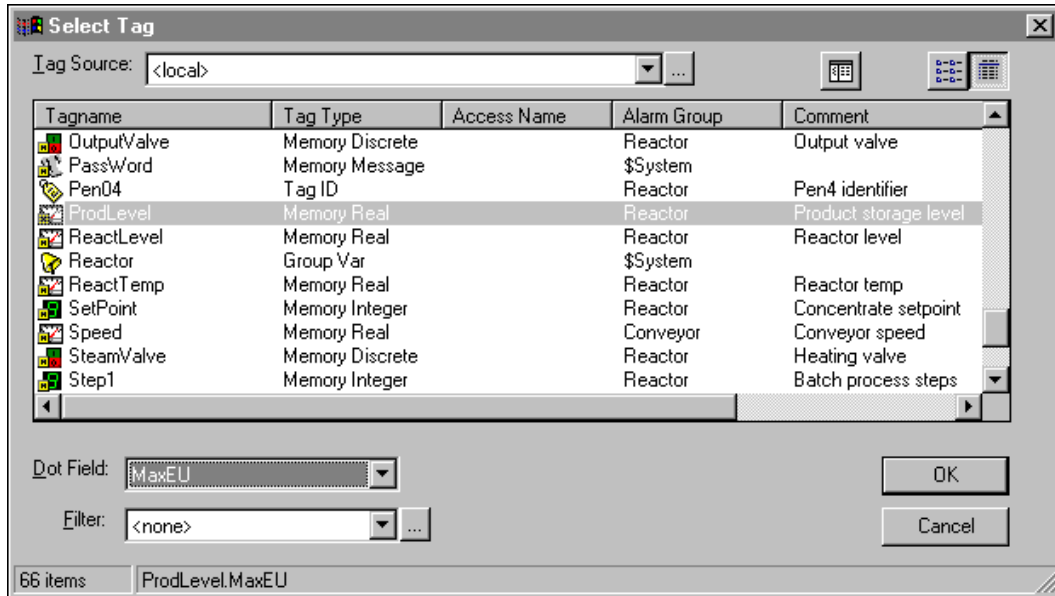 Select Tag
Tag Source: <local> ...
Tagname Tag Type Access Name Alarm Group Comment
OutputValve Memory Discrete Reactor Output valve
PassWord Memory Message $System
Pen04 Tag ID Reactor Pen4 identifier
ProdLevel Memory Real Reactor Product storage level
ReactLevel Memory Real Reactor Reactor level
Reactor Group Var $System
ReactTemp Memory Real Reactor Reactor temp
SetPoint Memory Integer Reactor Concentrate setpoint
Speed Memory Real Conveyor Conveyor speed
SteamValve Memory Discrete Reactor Heating valve
Step1 Memory Integer Reactor Batch process steps
Dot Field: MaxEU OK
Filter: <none> ... Cancel
66 items ProdLevel.MaxEU